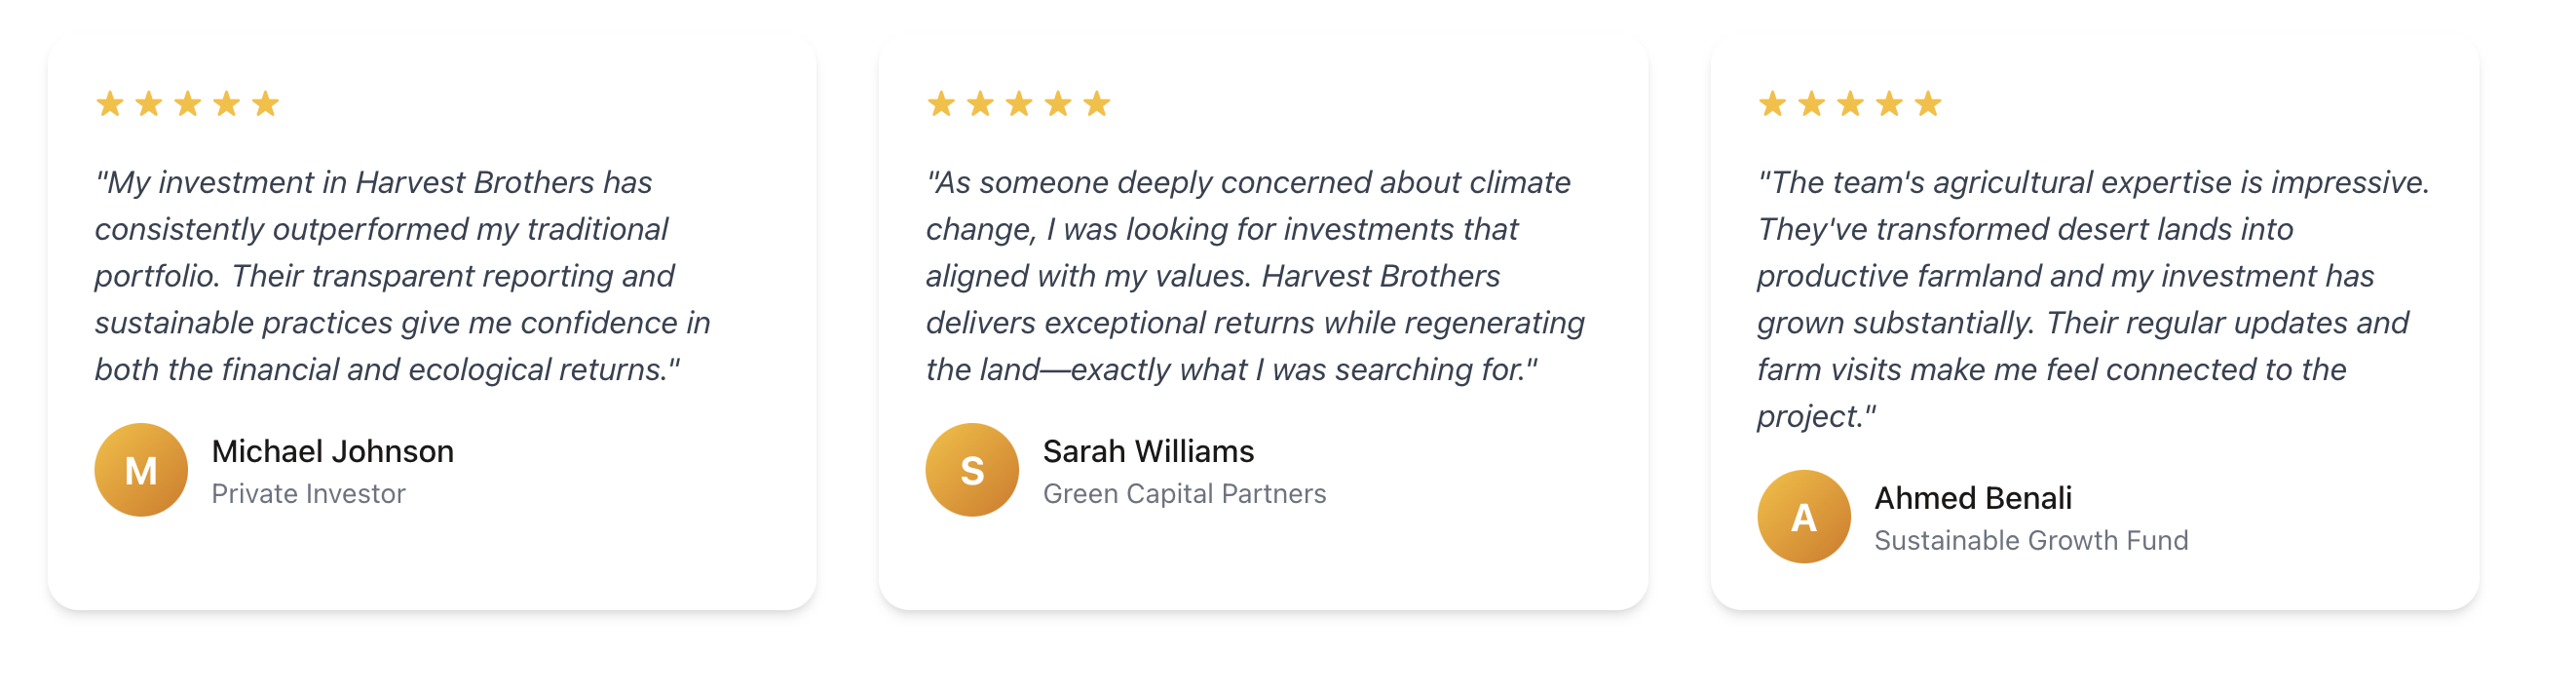 "My investment in Harvest Brothers has
consistently outperformed my traditional
portfolio. Their transparent reporting and
sustainable practices give me confidence in
both the financial and ecological returns."
M
Michael Johnson
Private Investor
"As someone deeply concerned about climate
change, I was looking for investments that
aligned with my values. Harvest Brothers
delivers exceptional returns while regenerating
the land—exactly what I was searching for."
S
Sarah Williams
Green Capital Partners
"The team's agricultural expertise is impressive.
They've transformed desert lands into
productive farmland and my investment has
grown substantially. Their regular updates and
farm visits make me feel connected to the
project."
A
Ahmed Benali
Sustainable Growth Fund